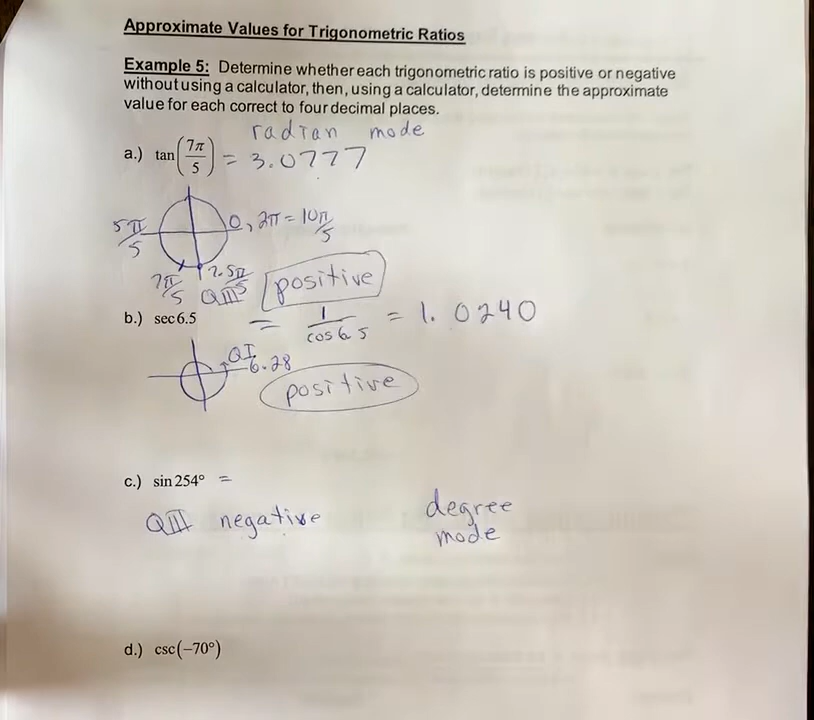 Approximate Values for Trigonometric Ratios
Example 5: Determine whether each trigonometric ratio is positive or negative
without using a calculator, then, using a calculator, determine the approximate
value for each correct to four decimal places.
radian mode
a.) tan(7π/5) = 3.0777
5π/5
0, 2π = 10π/5
7π/5 7.5π/5
QIII positive
b.) sec 6.5 = 1/cos 6.5 = 1.0240
QI
6.28
positive
c.) sin 254° =
QIII negative
degree
mode
d.) csc(−70°)